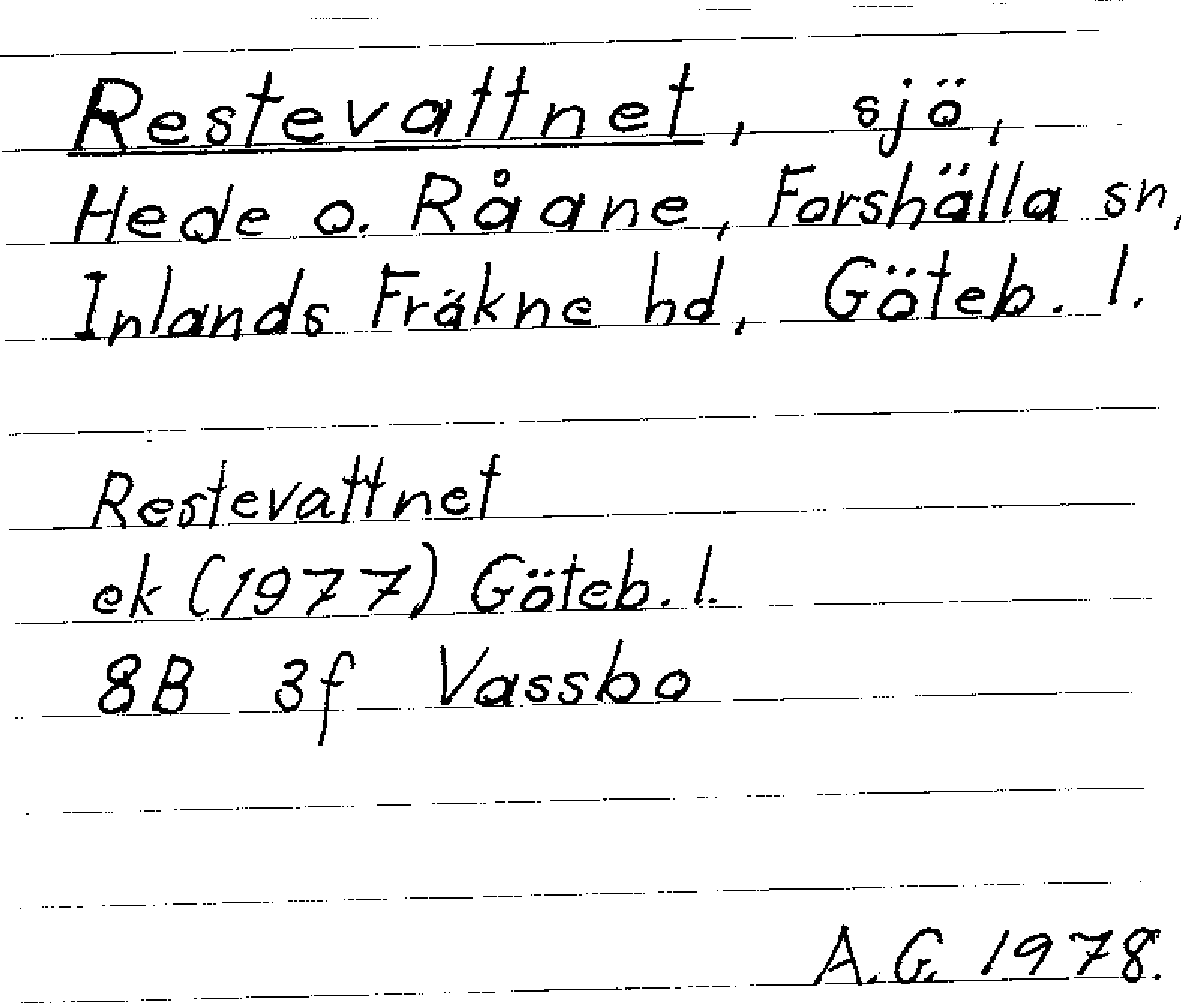 Restevattnet, sjö,
Hede o. Råane, Forshälla sn,
Inlands Fräkne hd, Göteb. l.
Restevattnet
ek (1977) Göteb. l.
8B 3f Vassbo
A.G. 1978.